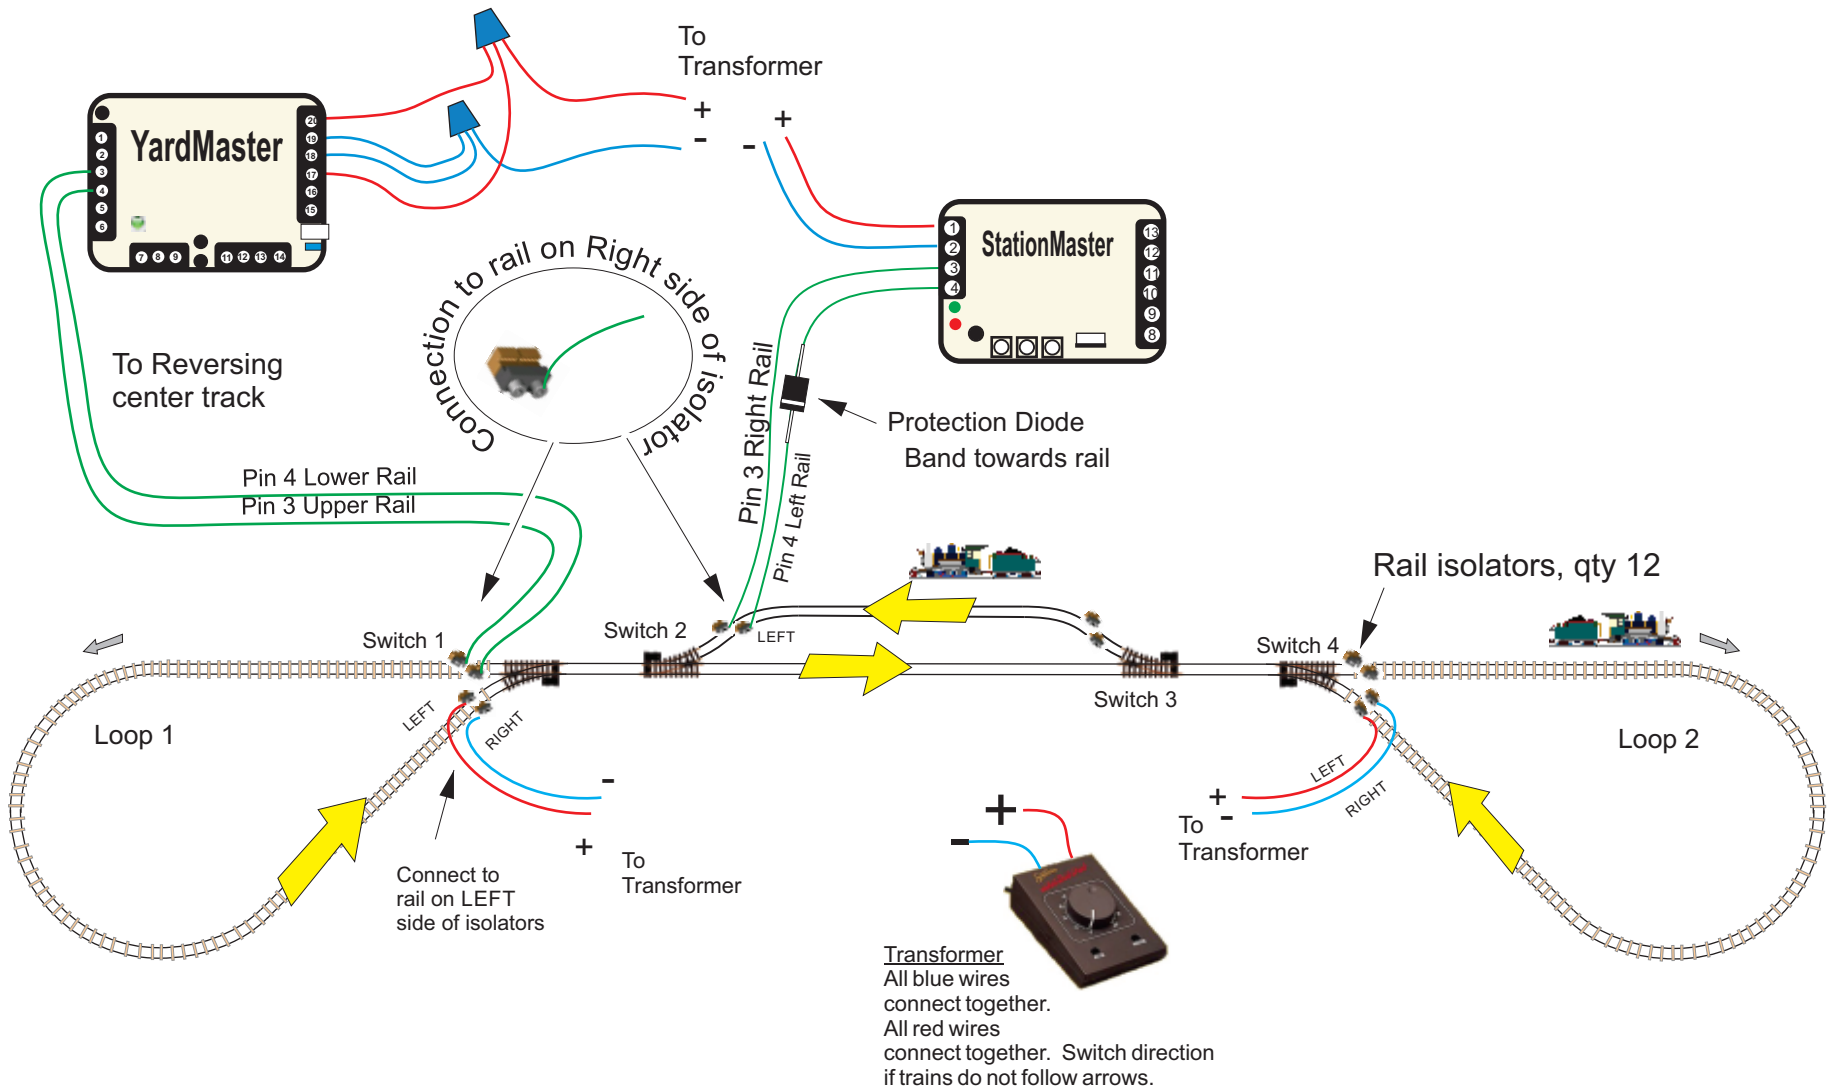 To
Transformer
+
-
+
-
YardMaster
1
2
3
4
5
6
20
19
18
17
16
15
7 8 9
11 12 13 14
StationMaster
1
2
3
4
13
12
11
10
9
8
Connection to rail on Right side of isolator
To Reversing
center track
Pin 4 Lower Rail
Pin 3 Upper Rail
Pin 3 Right Rail
Pin 4 Left Rail
Protection Diode
Band towards rail
Rail isolators, qty 12
Switch 1
Switch 2
LEFT
Switch 3
Switch 4
Loop 1
LEFT
RIGHT
Loop 2
LEFT
RIGHT
-
+
To
Transformer
Connect to
rail on LEFT
side of isolators
+
-
To
Transformer
+
-
Transformer
All blue wires
connect together.
All red wires
connect together. Switch direction
if trains do not follow arrows.